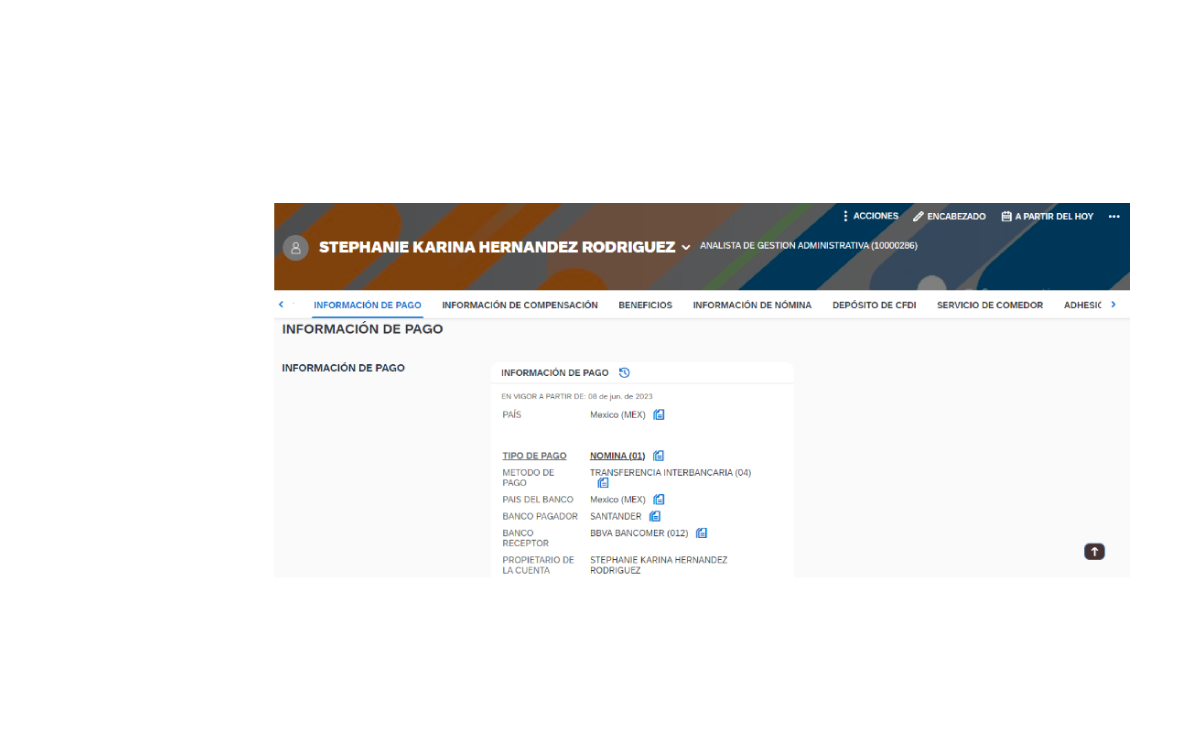 ACCIONES ENCABEZADO A PARTIR DEL HOY
STEPHANIE KARINA HERNANDEZ RODRIGUEZ ANALISTA DE GESTION ADMINISTRATIVA (10000286)
INFORMACIÓN DE PAGO INFORMACIÓN DE COMPENSACIÓN BENEFICIOS INFORMACIÓN DE NÓMINA DEPÓSITO DE CFDI SERVICIO DE COMEDOR
INFORMACIÓN DE PAGO
INFORMACIÓN DE PAGO
INFORMACIÓN DE PAGO
EN VIGOR A PARTIR DE: 08 de jun. de 2023
PAÍS Mexico (MEX)
TIPO DE PAGO NOMINA (01)
METODO DE PAGO TRANSFERENCIA INTERBANCARIA (04)
PAIS DEL BANCO Mexico (MEX)
BANCO PAGADOR SANTANDER
BANCO RECEPTOR BBVA BANCOMER (012)
PROPIETARIO DE LA CUENTA STEPHANIE KARINA HERNANDEZ RODRIGUEZ